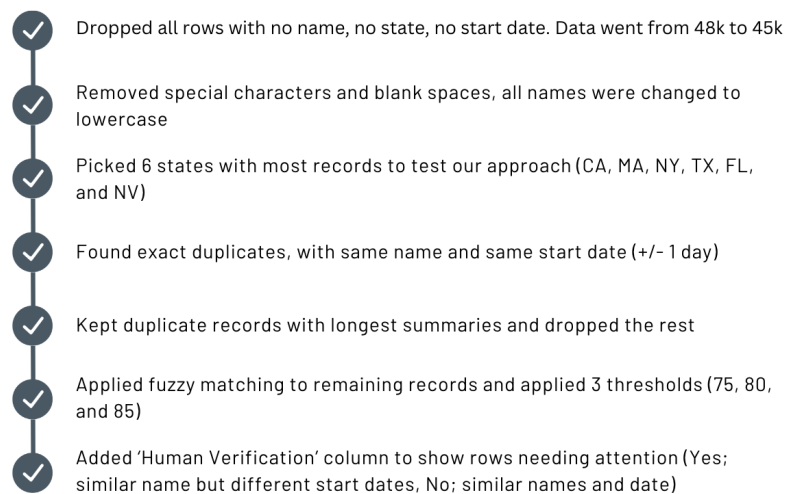 Dropped all rows with no name, no state, no start date. Data went from 48k to 45k
Removed special characters and blank spaces, all names were changed to
lowercase
Picked 6 states with most records to test our approach (CA, MA, NY, TX, FL,
and NV)
Found exact duplicates, with same name and same start date (+/- 1 day)
Kept duplicate records with longest summaries and dropped the rest
Applied fuzzy matching to remaining records and applied 3 thresholds (75, 80,
and 85)
Added ‘Human Verification’ column to show rows needing attention (Yes;
similar name but different start dates, No; similar names and date)